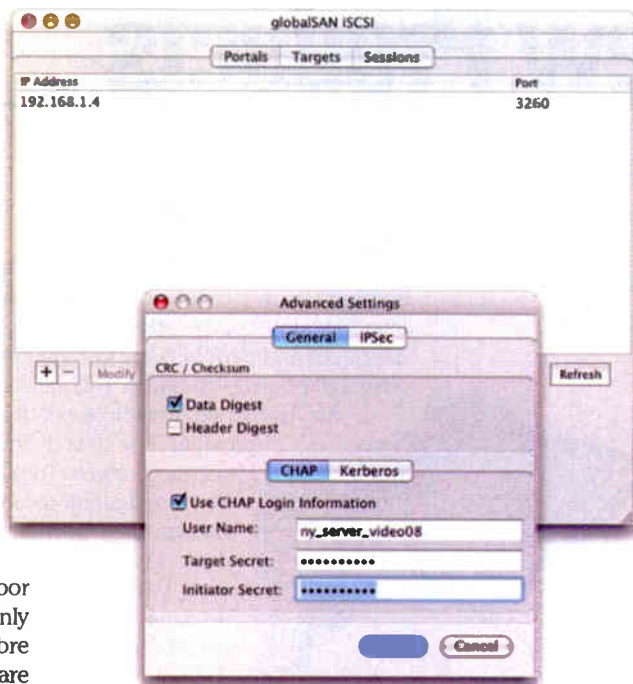 globalSAN iSCSI
Portals Targets Sessions
IP Address Port
192.168.1.4 3260
+ - Modify Refresh
Advanced Settings
General IPSec
CRC / Checksum
Data Digest
Header Digest
CHAP Kerberos
Use CHAP Login Information
User Name: ny_server_video08
Target Secret: ••••••••••
Initiator Secret: ••••••••••
Cancel
oor
nly
bre
are